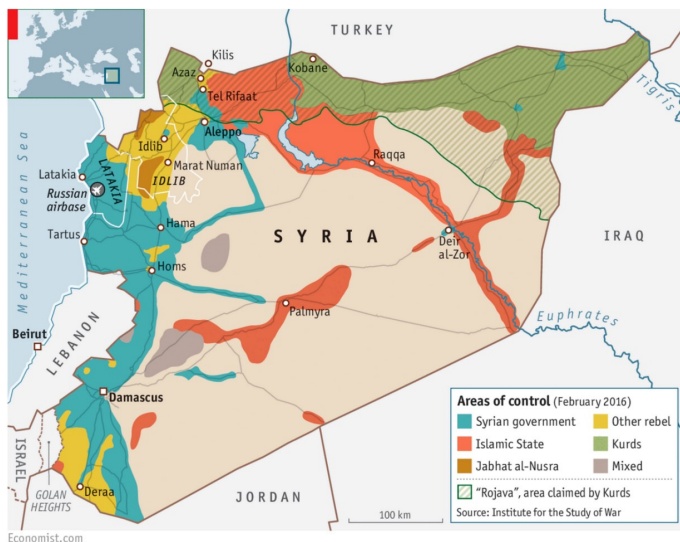 TURKEY
Kilis
Azaz
Kobane
Tel Rifaat
Tigris
Aleppo
Idlib
Mediterranean Sea
Latakia
LATAKIA
Marat Numan
IDLIB
Raqqa
Russian
airbase
Hama
SYRIA
Tartus
Deir
al-Zor
IRAQ
Homs
LEBANON
Palmyra
Euphrates
Beirut
Damascus
ISRAEL
GOLAN
HEIGHTS
Deraa
JORDAN
100 km
Areas of control (February 2016)
Syrian government
Other rebel
Islamic State
Kurds
Jabhat al-Nusra
Mixed
"Rojava", area claimed by Kurds
Source: Institute for the Study of War
Economist.com